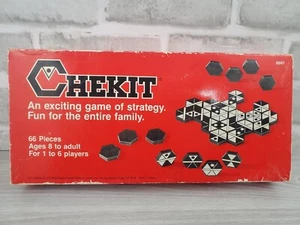 CHEKIT
An exciting game of strategy.
Fun for the entire family.
66 Pieces
Ages 8 to adult
For 1 to 6 players